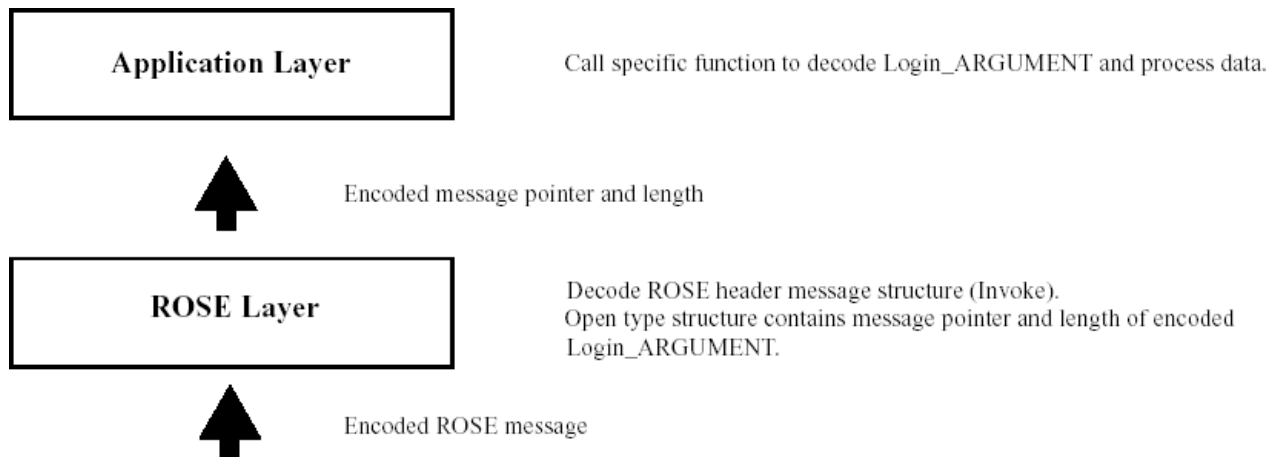 Application Layer
Call specific function to decode Login_ARGUMENT and process data.
Encoded message pointer and length
ROSE Layer
Decode ROSE header message structure (Invoke).
Open type structure contains message pointer and length of encoded
Login_ARGUMENT.
Encoded ROSE message